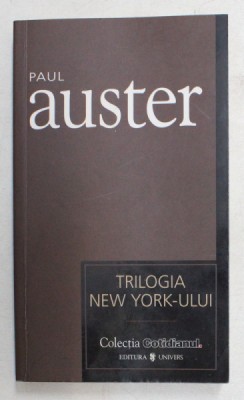 PAUL
auster
TRILOGIA
NEW YORK-ULUI
Colecția Cotidianul.
EDITURA UNIVERS